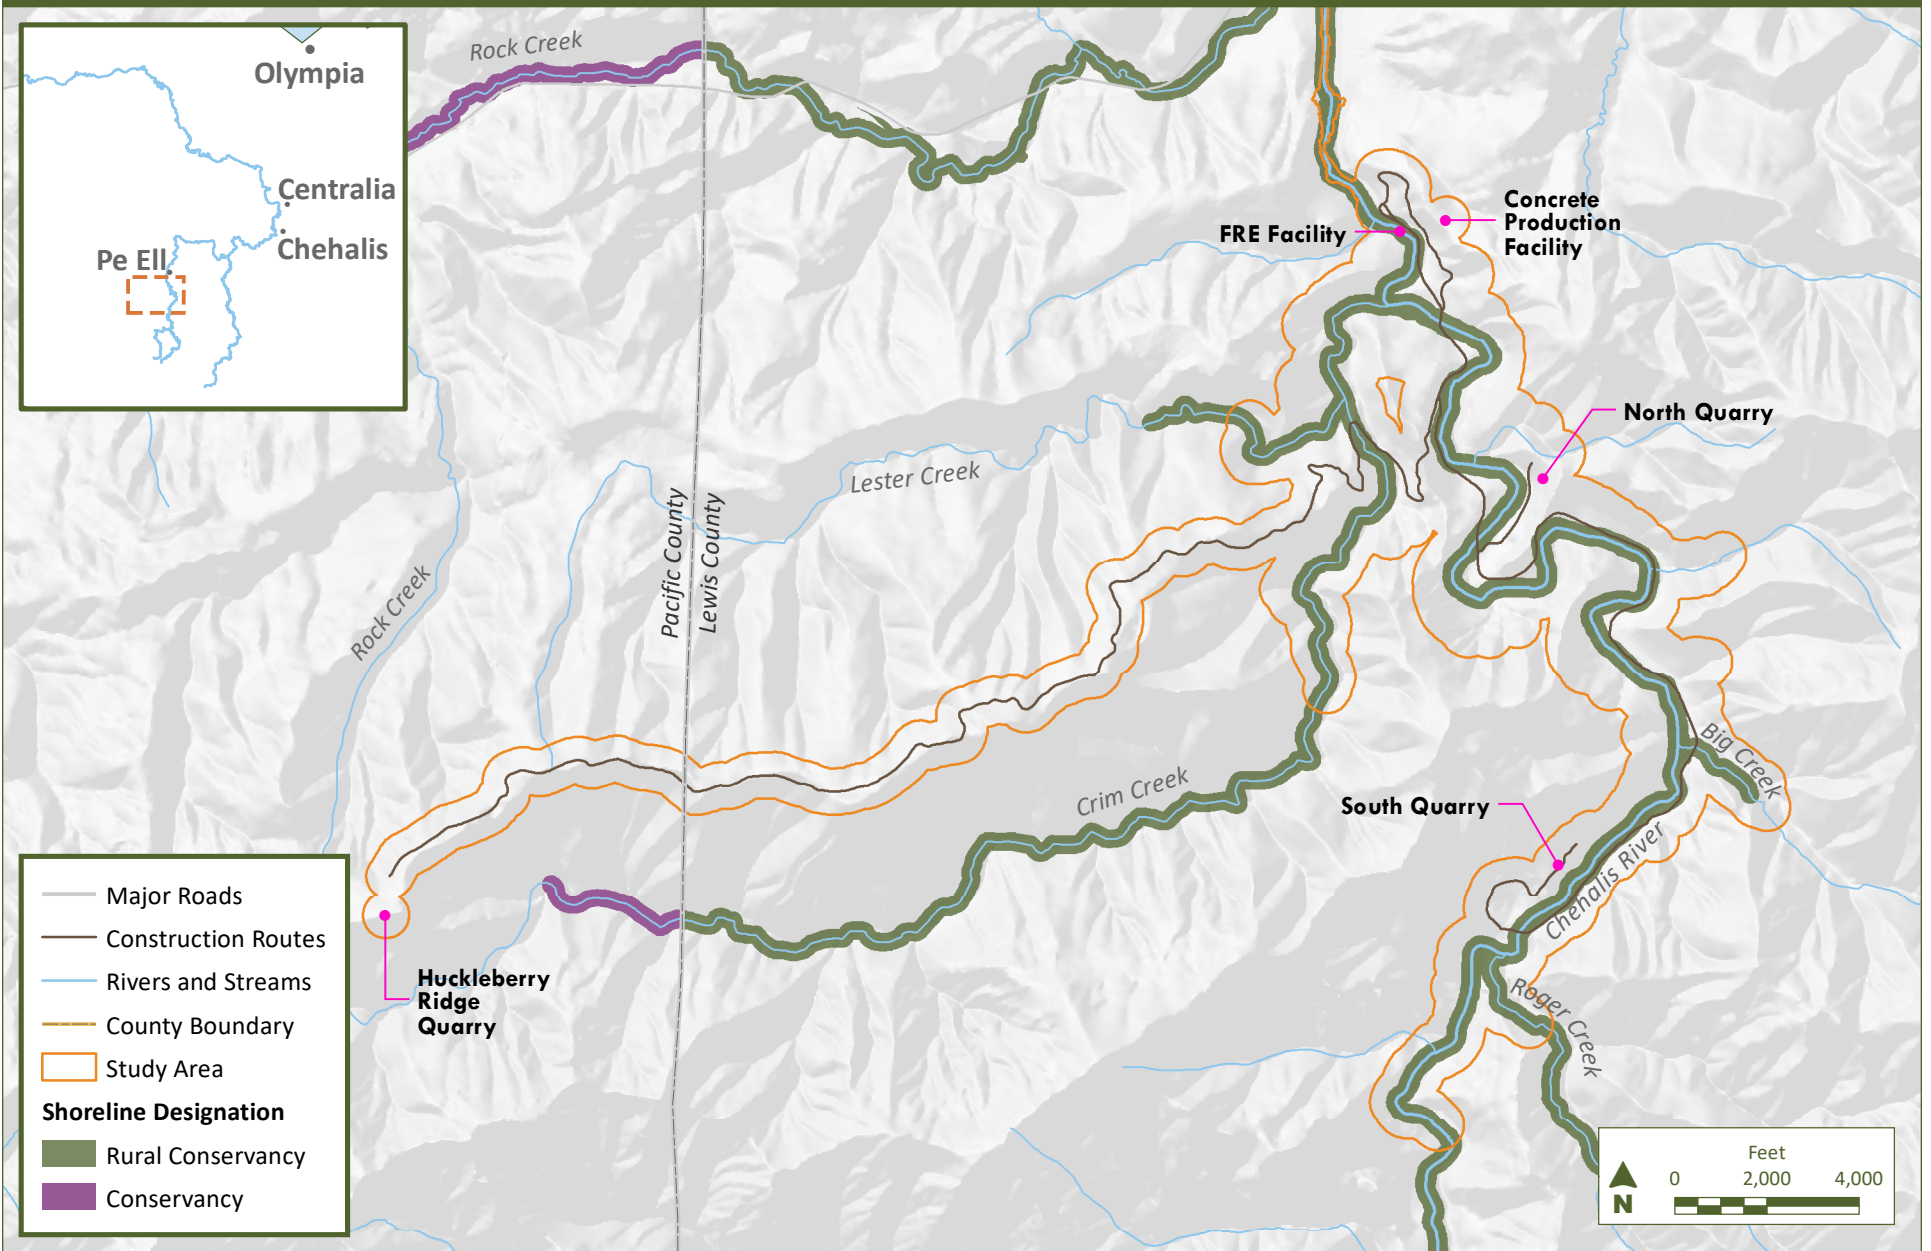 Olympia
Centralia
Chehalis
Pe Ell
Rock Creek
FRE Facility
Concrete
Production
Facility
North Quarry
Lester Creek
Pacific County
Lewis County
Rock Creek
Big Creek
Crim Creek
South Quarry
Chehalis River
Roger Creek
Huckleberry
Ridge
Quarry
Major Roads
Construction Routes
Rivers and Streams
County Boundary
Study Area
Shoreline Designation
Rural Conservancy
Conservancy
Feet
0 2,000 4,000
N